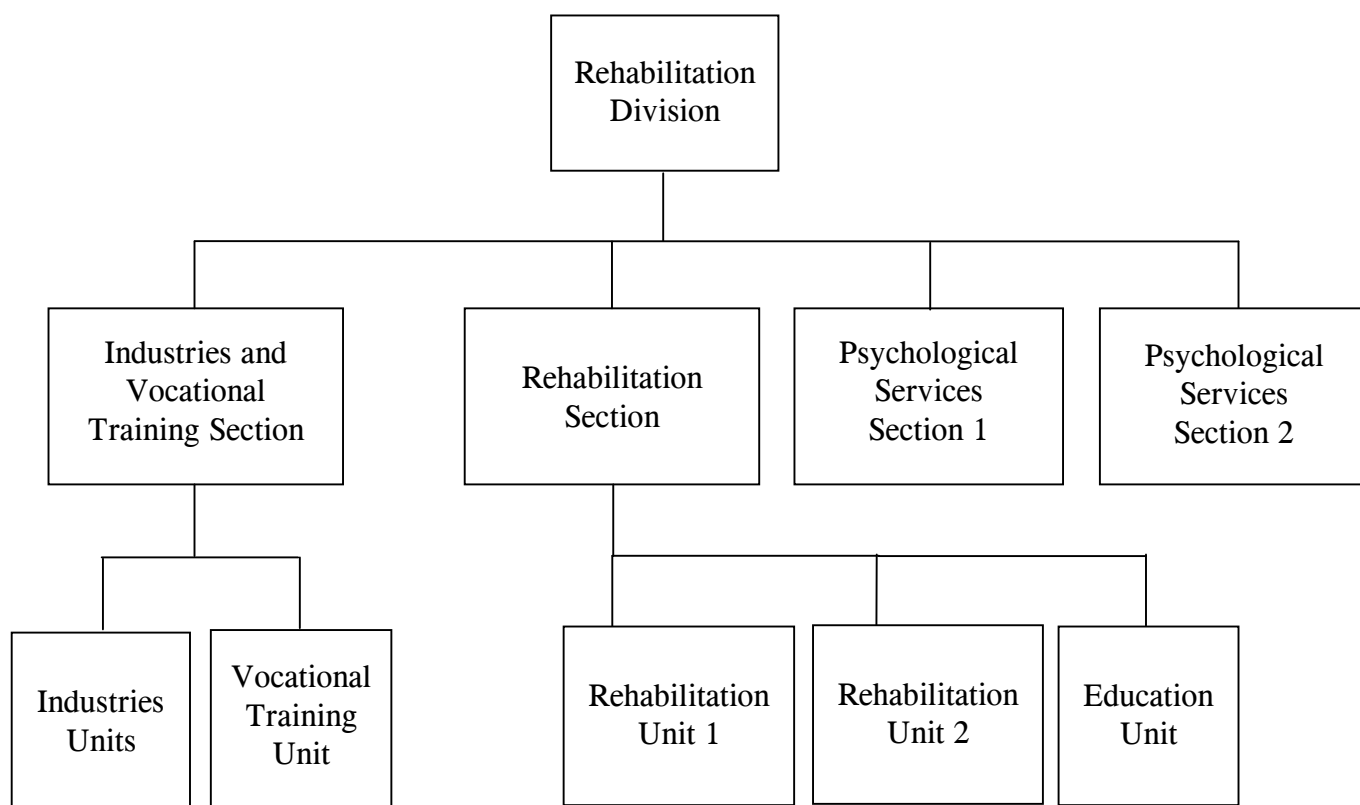 Rehabilitation
Division
Industries and
Vocational
Training Section
Rehabilitation
Section
Psychological
Services
Section 1
Psychological
Services
Section 2
Industries
Units
Vocational
Training
Unit
Rehabilitation
Unit 1
Rehabilitation
Unit 2
Education
Unit